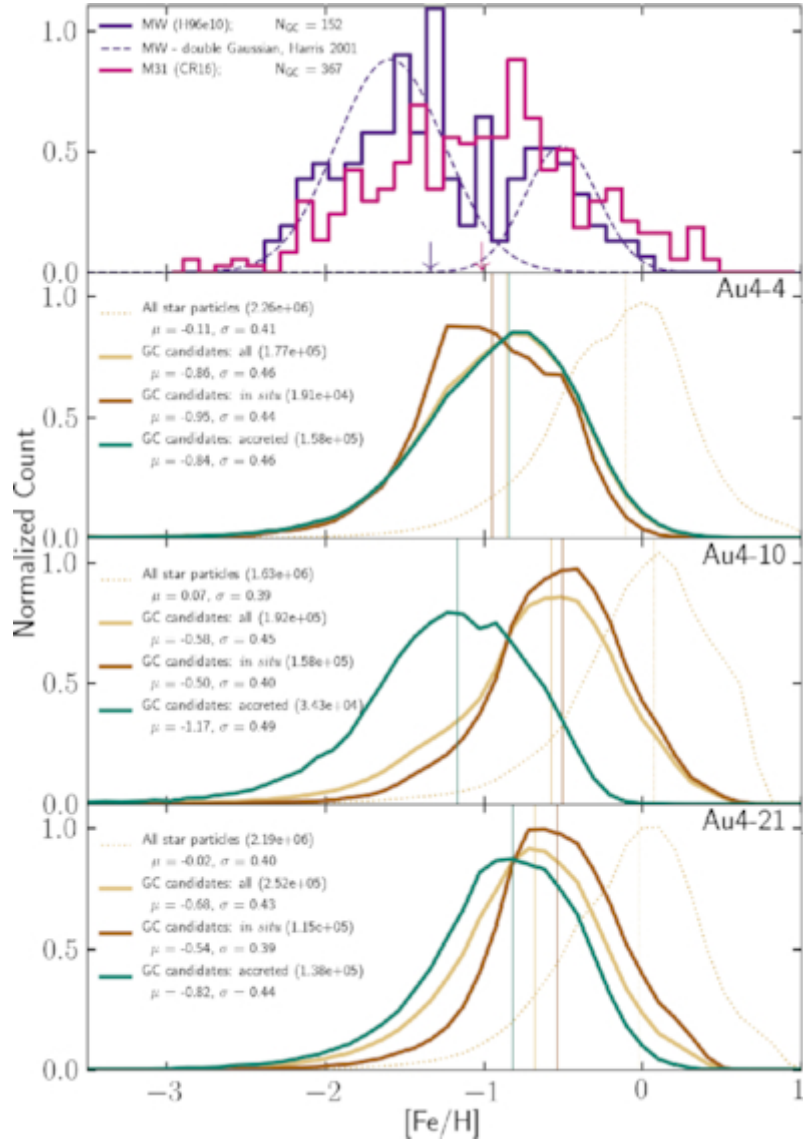 MW (H96e10); N_GC = 152
MW - double Gaussian, Harris 2001
M31 (CR16); N_GC = 367
1.0
0.5
0.0
Au4-4
All star particles (2.26e+06)
μ = -0.11, σ = 0.41
GC candidates: all (1.77e+05)
μ = -0.86, σ = 0.46
GC candidates: in situ (1.91e+04)
μ = -0.95, σ = 0.44
GC candidates: accreted (1.58e+05)
μ = -0.84, σ = 0.46
1.0
0.5
0.0
Normalized Count
Au4-10
All star particles (1.63e+06)
μ = 0.07, σ = 0.39
GC candidates: all (1.92e+05)
μ = -0.58, σ = 0.45
GC candidates: in situ (1.58e+05)
μ = -0.50, σ = 0.40
GC candidates: accreted (3.43e+04)
μ = -1.17, σ = 0.49
1.0
0.5
0.0
Au4-21
All star particles (2.19e+06)
μ = -0.02, σ = 0.40
GC candidates: all (2.52e+05)
μ = -0.68, σ = 0.43
GC candidates: in situ (1.15e+05)
μ = -0.54, σ = 0.39
GC candidates: accreted (1.38e+05)
μ = -0.82, σ = 0.44
1.0
0.5
0.0
−3 −2 −1 0 1
[Fe/H]